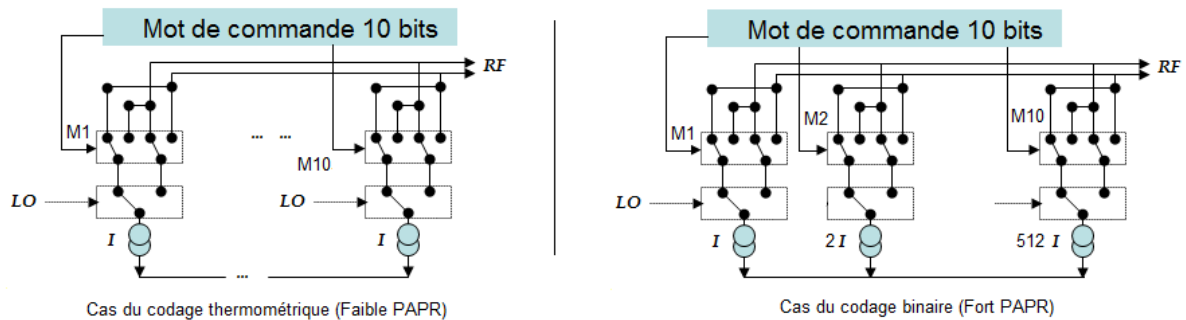 Mot de commande 10 bits
RF
M1
... ...
M10
LO
LO
I
I
...
Cas du codage thermométrique (Faible PAPR)
Mot de commande 10 bits
RF
M1
M2
M10
LO
I
2 I
512 I
Cas du codage binaire (Fort PAPR)